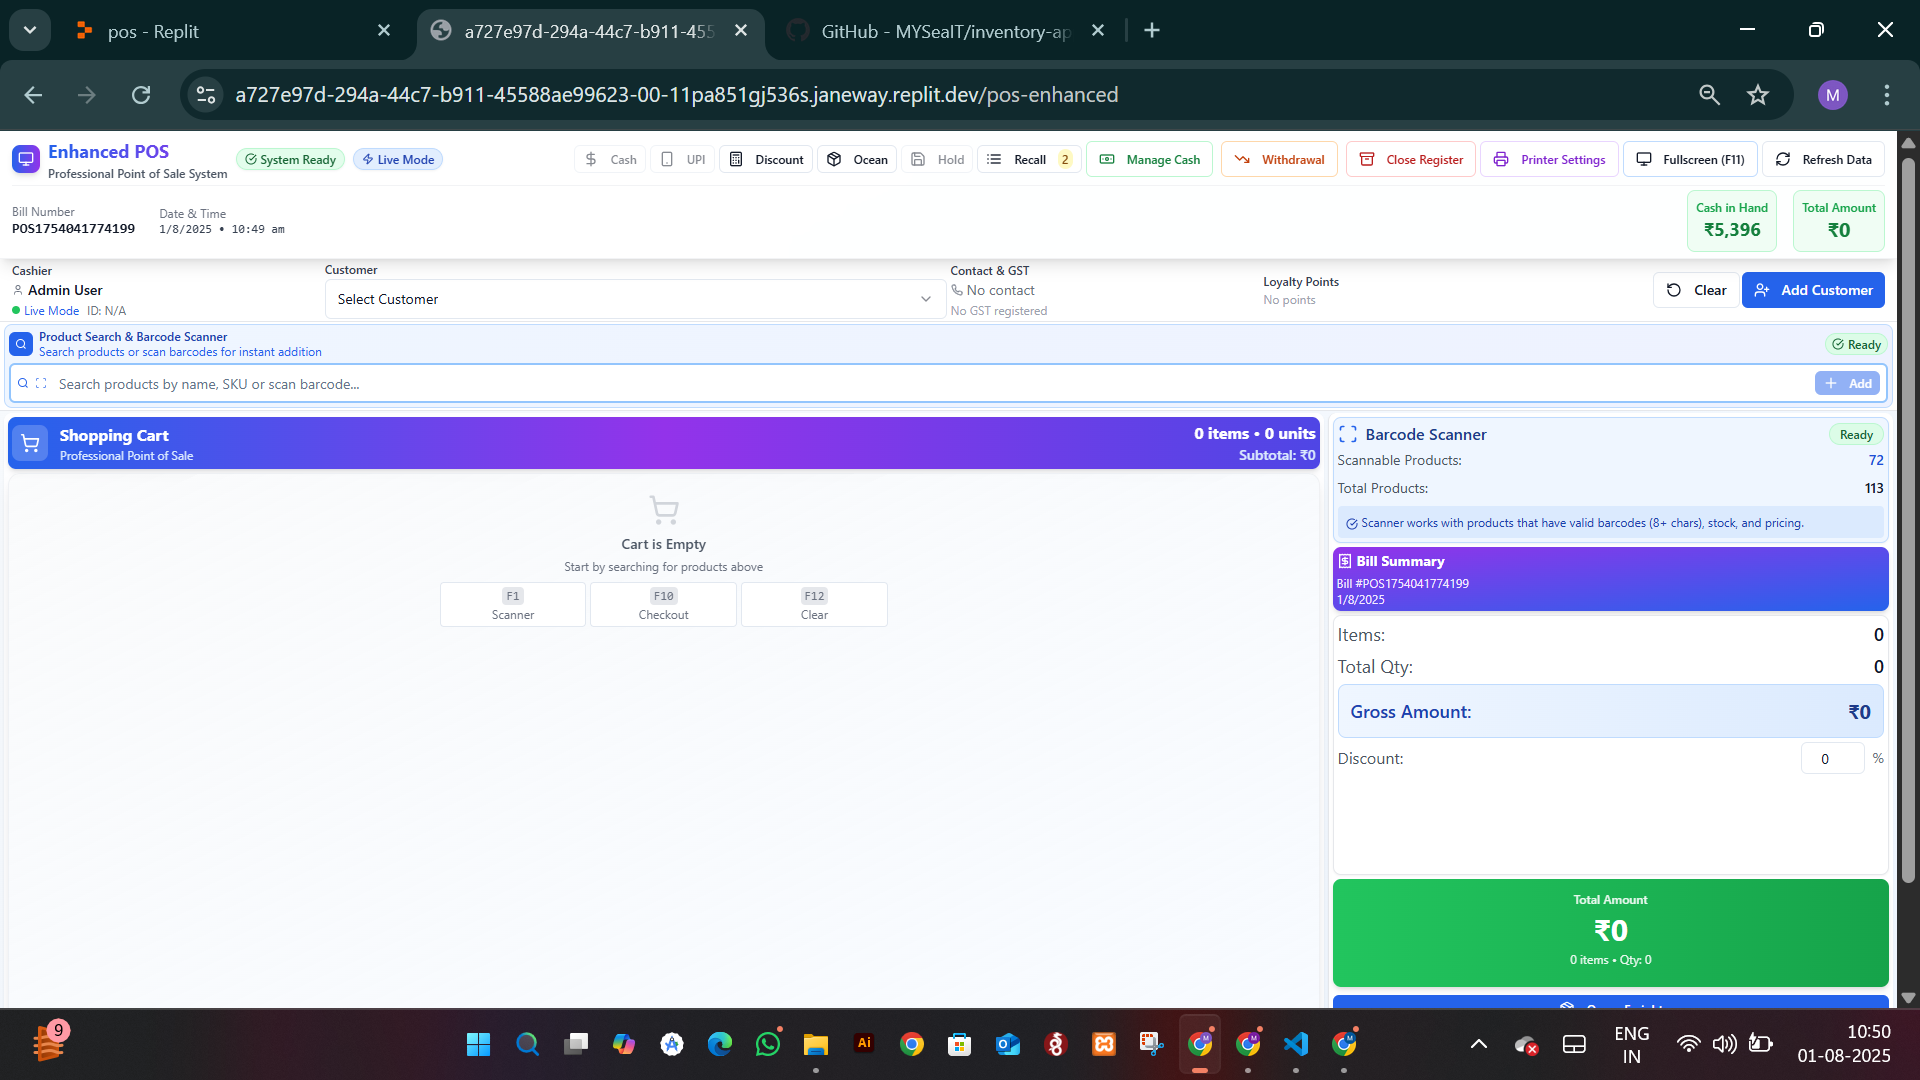 pos - Replit
a727e97d-294a-44c7-b911-455
GitHub - MYSeaIT/inventory-ap
a727e97d-294a-44c7-b911-45588ae99623-00-11pa851gj536s.janeway.replit.dev/pos-enhanced
M
Enhanced POS
Professional Point of Sale System
System Ready
Live Mode
Cash
UPI
Discount
Ocean
Hold
Recall 2
Manage Cash
Withdrawal
Close Register
Printer Settings
Fullscreen (F11)
Refresh Data
Bill Number
POS1754041774199
Date & Time
1/8/2025 • 10:49 am
Cash in Hand
₹5,396
Total Amount
₹0
Cashier
Admin User
Live Mode ID: N/A
Customer
Select Customer
Contact & GST
No contact
No GST registered
Loyalty Points
No points
Clear
Add Customer
Product Search & Barcode Scanner
Search products or scan barcodes for instant addition
Ready
Search products by name, SKU or scan barcode...
Add
Shopping Cart
Professional Point of Sale
0 items • 0 units
Subtotal: ₹0
Cart is Empty
Start by searching for products above
F1
Scanner
F10
Checkout
F12
Clear
Barcode Scanner
Ready
Scannable Products: 72
Total Products: 113
Scanner works with products that have valid barcodes (8+ chars), stock, and pricing.
Bill Summary
Bill #POS1754041774199
1/8/2025
Items: 0
Total Qty: 0
Gross Amount: ₹0
Discount: 0 %
Total Amount
₹0
0 items • Qty: 0
9
Ai
ENG
IN
10:50
01-08-2025